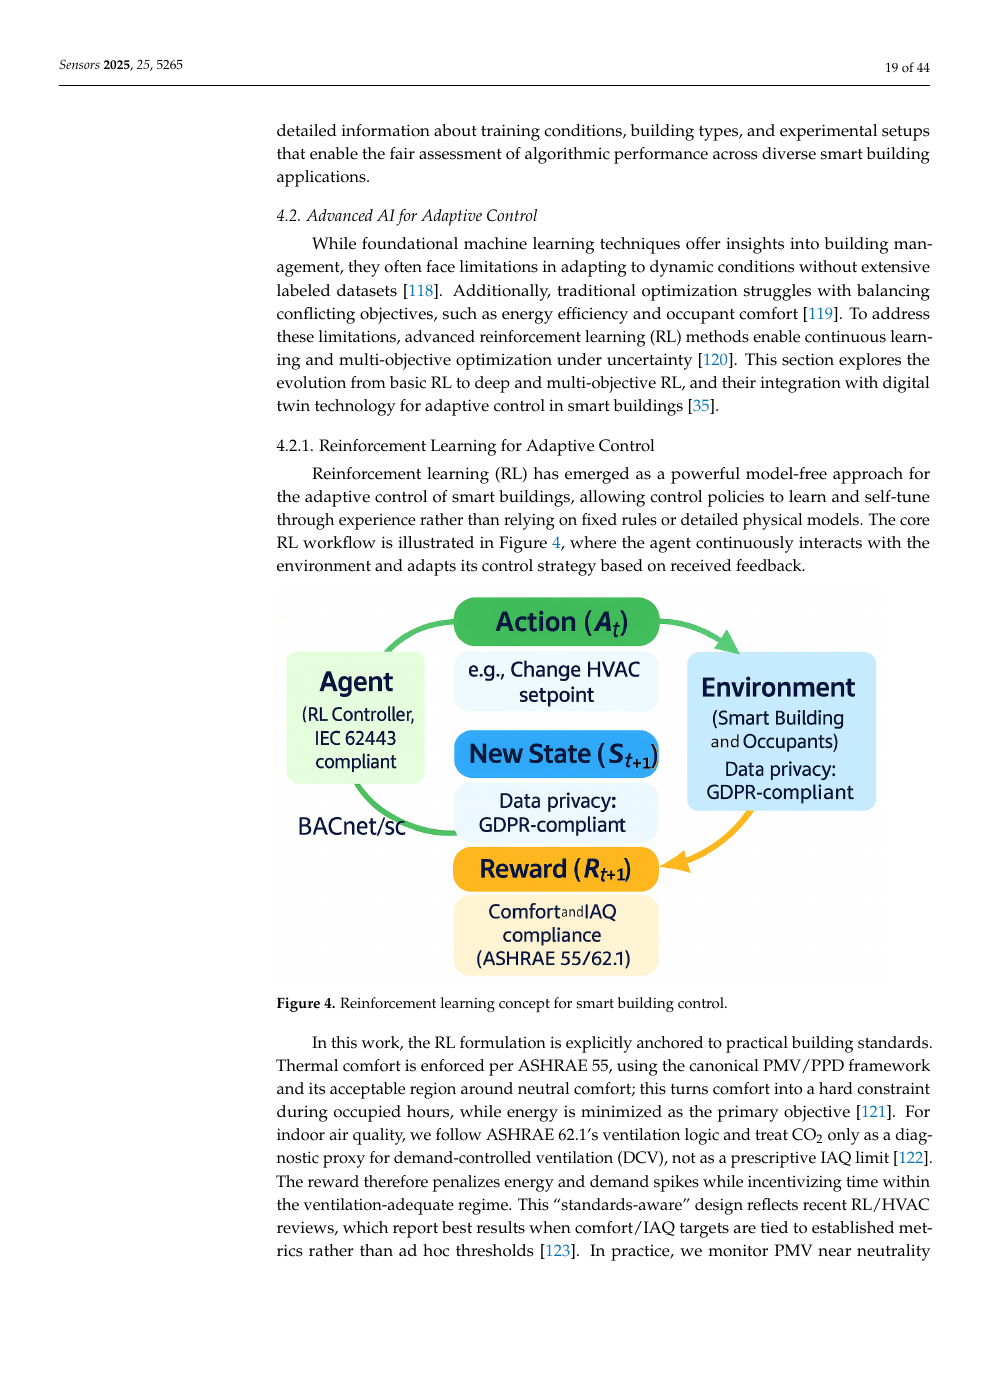 Sensors 2025, 25, 5265
19 of 44
detailed information about training conditions, building types, and experimental setups
that enable the fair assessment of algorithmic performance across diverse smart building
applications.
4.2. Advanced AI for Adaptive Control
While foundational machine learning techniques offer insights into building man-
agement, they often face limitations in adapting to dynamic conditions without extensive
labeled datasets [118]. Additionally, traditional optimization struggles with balancing
conflicting objectives, such as energy efficiency and occupant comfort [119]. To address
these limitations, advanced reinforcement learning (RL) methods enable continuous learn-
ing and multi-objective optimization under uncertainty [120]. This section explores the
evolution from basic RL to deep and multi-objective RL, and their integration with digital
twin technology for adaptive control in smart buildings [35].
4.2.1. Reinforcement Learning for Adaptive Control
Reinforcement learning (RL) has emerged as a powerful model-free approach for
the adaptive control of smart buildings, allowing control policies to learn and self-tune
through experience rather than relying on fixed rules or detailed physical models. The core
RL workflow is illustrated in Figure 4, where the agent continuously interacts with the
environment and adapts its control strategy based on received feedback.
Action (At)
e.g., Change HVAC
setpoint
Agent
(RL Controller,
IEC 62443
compliant
Environment
(Smart Building
and Occupants)
Data privacy:
GDPR-compliant
New State (St+1)
Data privacy:
GDPR-compliant
BACnet/sc
Reward (Rt+1)
Comfort and IAQ
compliance
(ASHRAE 55/62.1)
Figure 4. Reinforcement learning concept for smart building control.
In this work, the RL formulation is explicitly anchored to practical building standards.
Thermal comfort is enforced per ASHRAE 55, using the canonical PMV/PPD framework
and its acceptable region around neutral comfort; this turns comfort into a hard constraint
during occupied hours, while energy is minimized as the primary objective [121]. For
indoor air quality, we follow ASHRAE 62.1's ventilation logic and treat CO2 only as a diag-
nostic proxy for demand-controlled ventilation (DCV), not as a prescriptive IAQ limit [122].
The reward therefore penalizes energy and demand spikes while incentivizing time within
the ventilation-adequate regime. This "standards-aware" design reflects recent RL/HVAC
reviews, which report best results when comfort/IAQ targets are tied to established met-
rics rather than ad hoc thresholds [123]. In practice, we monitor PMV near neutrality